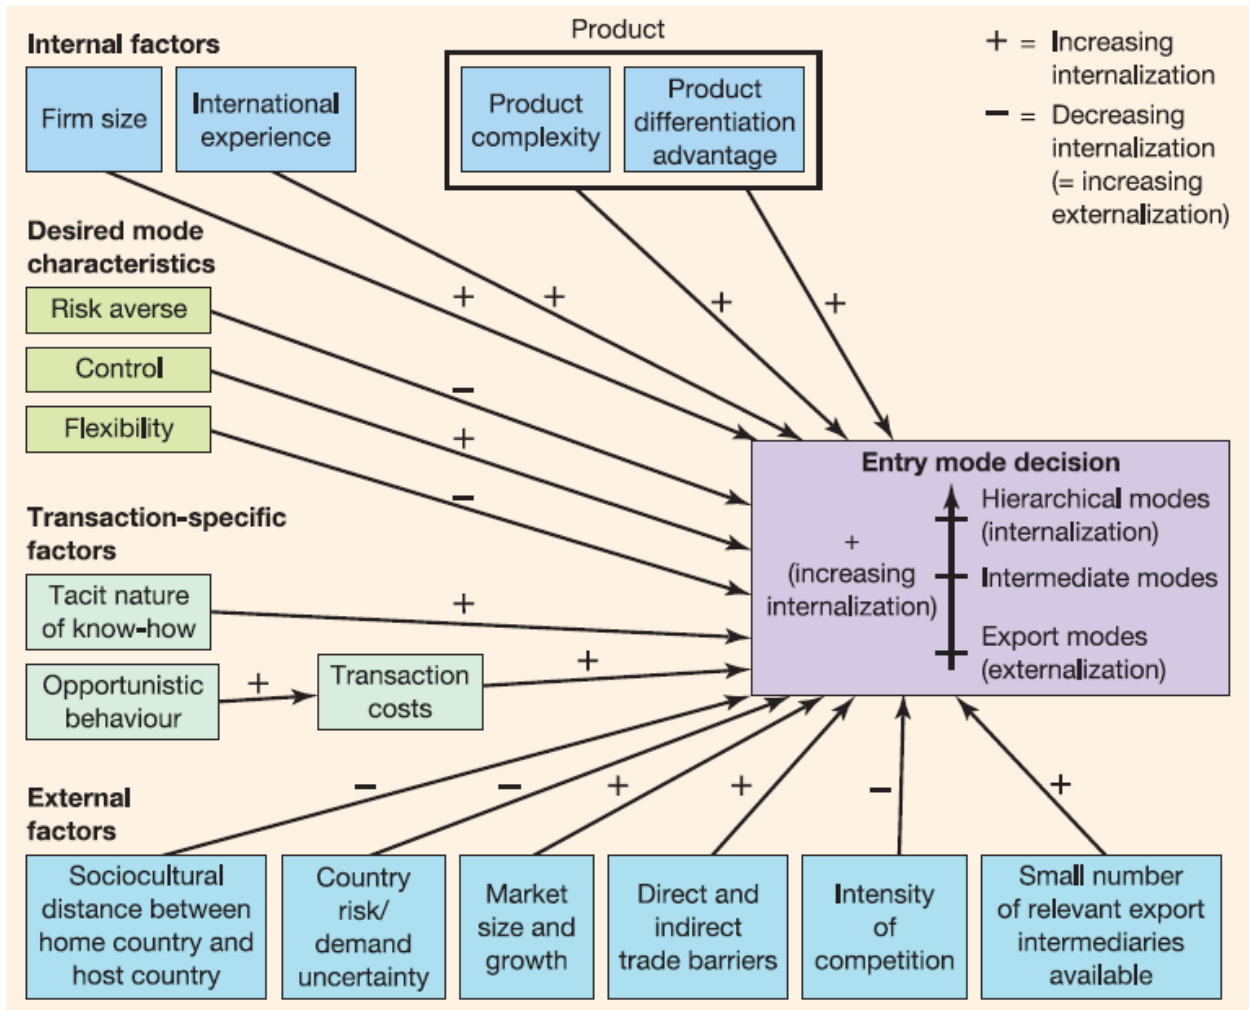 Internal factors
Firm size
International
experience
Product
Product
complexity
Product
differentiation
advantage
+ = Increasing
internalization
− = Decreasing
internalization
(= increasing
externalization)
Desired mode
characteristics
Risk averse
Control
Flexibility
+
+
+
+
−
+
−
Transaction-specific
factors
Tacit nature
of know-how
Opportunistic
behaviour
+
Transaction
costs
+
+
Entry mode decision
+
(increasing
internalization)
Hierarchical modes
(internalization)
Intermediate modes
Export modes
(externalization)
External
factors
−
−
+
+
−
+
Sociocultural
distance between
home country and
host country
Country
risk/
demand
uncertainty
Market
size and
growth
Direct and
indirect
trade barriers
Intensity
of
competition
Small number
of relevant export
intermediaries
available